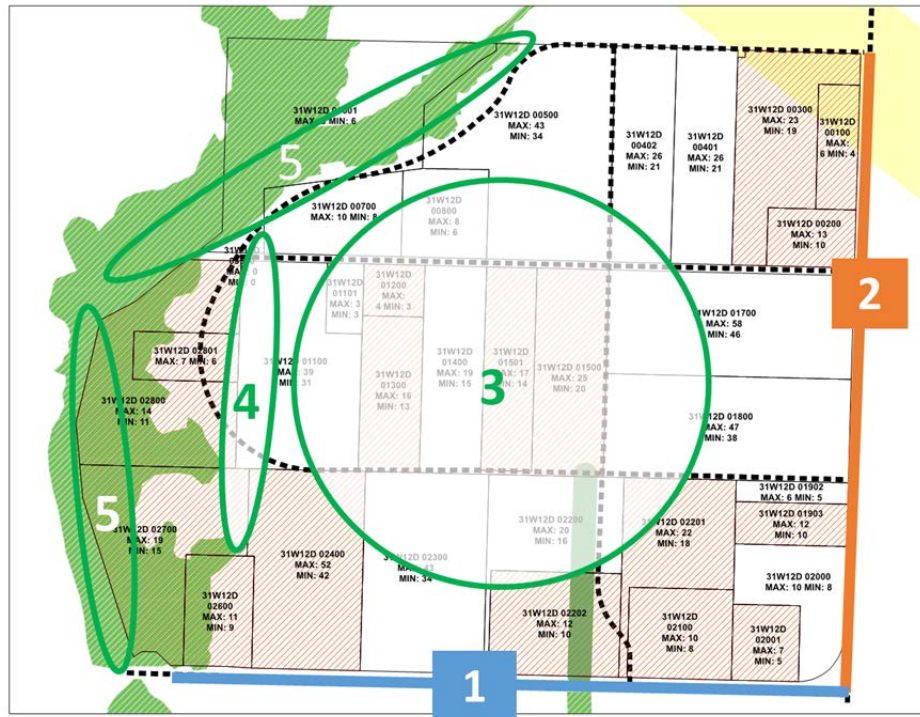 31W12D 00500
MAX: 43
MIN: 34
31W12D
00402
MAX: 26
MIN: 21
31W12D
00401
MAX: 26
MIN: 21
31W12D 00300
MAX: 23
MIN: 19
31W12D
00100
MAX:
6 MIN: 4
31W12D 00200
MAX: 13
MIN: 10
MIN: 6
5
31W12D 00700
MAX: 10 MIN: 8
31W12D
00800
MAX: 8
MIN: 6
MIN: 0
31W12D
01101
MAX: 3
MIN: 3
31W12D
01200
MAX:
4 MIN: 3
2
31W12D 01700
MAX: 58
MIN: 46
31W12D 02801
MAX: 7 MIN: 6
31W12D 01100
MAX: 39
MIN: 31
31W12D
01300
MAX: 16
MIN: 13
31W12D
01400
MAX: 19
MIN: 15
31W12D
01501
MAX: 17
MIN: 14
31W12D 01500
MAX: 25
MIN: 20
3
4
31W12D 02800
MAX: 14
MIN: 11
31W12D 01800
MAX: 47
MIN: 38
31W12D 01902
MAX: 6 MIN: 5
31W12D 01903
MAX: 12
MIN: 10
5
31W12D 02700
MAX: 19
MIN: 15
31W12D 02400
MAX: 52
MIN: 42
31W12D 02300
MAX: 43
MIN: 34
31W12D 02200
MAX: 20
MIN: 16
31W12D 02201
MAX: 22
MIN: 18
31W12D 02000
MAX: 10 MIN: 8
31W12D
02600
MAX: 11
MIN: 9
31W12D 02202
MAX: 12
MIN: 10
31W12D
02100
MAX: 10
MIN: 8
31W12D
02001
MAX: 7
MIN: 5
1